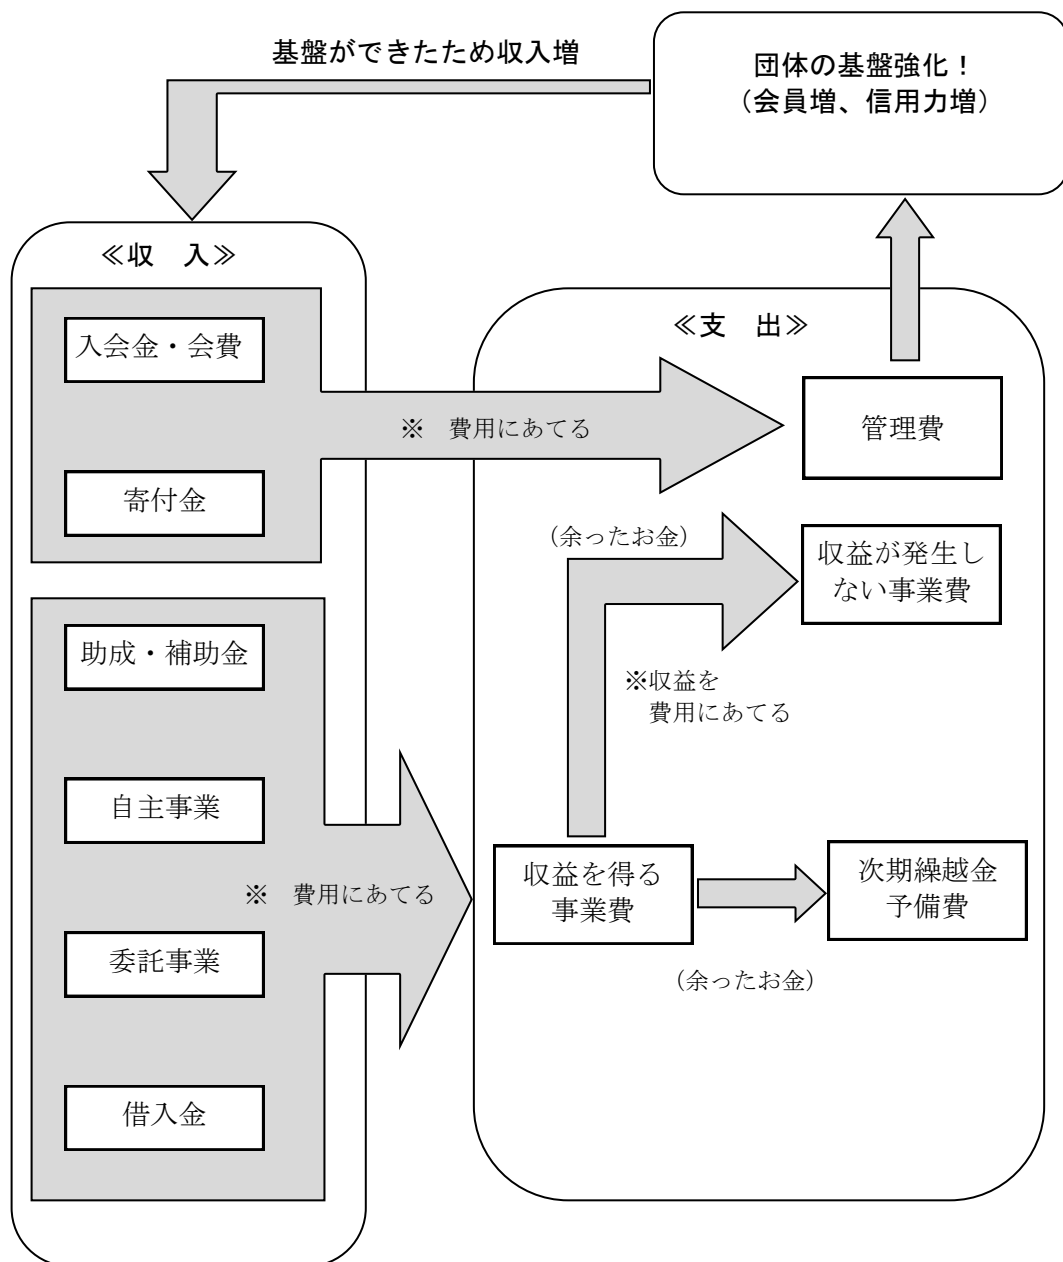 基盤ができたため収入増
団体の基盤強化！
（会員増、信用力増）
≪収　入≫
入会金・会費
寄付金
助成・補助金
自主事業
委託事業
借入金
※　費用にあてる
※　費用にあてる
≪支　出≫
管理費
（余ったお金）
収益が発生し
ない事業費
※収益を
費用にあてる
収益を得る
事業費
次期繰越金
予備費
（余ったお金）